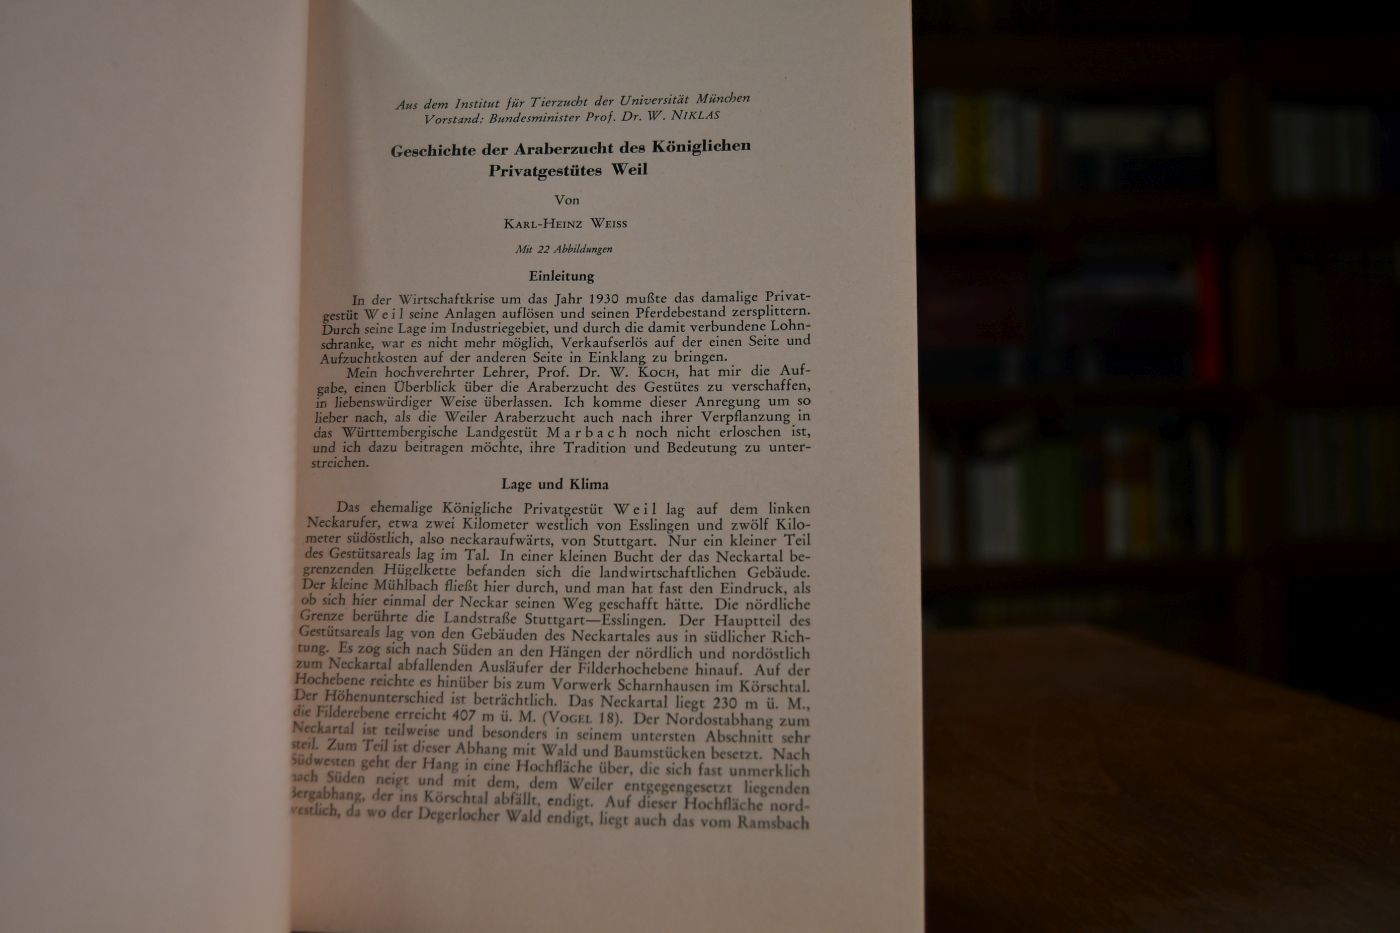 Aus dem Institut für Tierzucht der Universität München
Vorstand: Bundesminister Prof. Dr. W. NIKLAS
Geschichte der Araberzucht des Königlichen
Privatgestütes Weil
Von
KARL-HEINZ WEISS
Mit 22 Abbildungen
Einleitung
In der Wirtschaftkrise um das Jahr 1930 mußte das damalige Privat-
gestüt Weil seine Anlagen auflösen und seinen Pferdebestand zersplittern.
Durch seine Lage im Industriegebiet, und durch die damit verbundene Lohn-
schranke, war es nicht mehr möglich, Verkaufserlös auf der einen Seite und
Aufzuchtkosten auf der anderen Seite in Einklang zu bringen.
Mein hochverehrter Lehrer, Prof. Dr. W. KOCH, hat mir die Auf-
gabe, einen Überblick über die Araberzucht des Gestütes zu verschaffen,
in liebenswürdiger Weise überlassen. Ich komme dieser Anregung um so
lieber nach, als die Weiler Araberzucht auch nach ihrer Verpflanzung in
das Württembergische Landgestüt Marbach noch nicht erloschen ist,
und ich dazu beitragen möchte, ihre Tradition und Bedeutung zu unter-
streichen.
Lage und Klima
Das ehemalige Königliche Privatgestüt Weil lag auf dem linken
Neckarufer, etwa zwei Kilometer westlich von Esslingen und zwölf Kilo-
meter südöstlich, also neckaraufwärts, von Stuttgart. Nur ein kleiner Teil
des Gestütsareals lag im Tal. In einer kleinen Bucht der das Neckartal be-
grenzenden Hügelkette befanden sich die landwirtschaftlichen Gebäude.
Der kleine Mühlbach fließt hier durch, und man hat fast den Eindruck, als
ob sich hier einmal der Neckar seinen Weg geschafft hätte. Die nördliche
Grenze berührte die Landstraße Stuttgart—Esslingen. Der Hauptteil des
Gestütsareals lag von den Gebäuden des Neckartales aus in südlicher Rich-
tung. Es zog sich nach Süden an den Hängen der nördlich und nordöstlich
zum Neckartal abfallenden Ausläufer der Filderhochebene hinauf. Auf der
Hochebene reichte es hinüber bis zum Vorwerk Scharnhausen im Körschtal.
Der Höhenunterschied ist beträchtlich. Das Neckartal liegt 230 m ü. M.,
die Filderebene erreicht 407 m ü. M. (VOGEL 18). Der Nordostabhang zum
Neckartal ist teilweise und besonders in seinem untersten Abschnitt sehr
steil. Zum Teil ist dieser Abhang mit Wald und Baumstücken besetzt. Nach
Südwesten geht der Hang in eine Hochfläche über, die sich fast unmerklich
nach Süden neigt und mit dem, dem Weiler entgegengesetzt liegenden
Bergabhang, der ins Körschtal abfällt, endigt. Auf dieser Hochfläche nord-
westlich, da wo der Degerlocher Wald endigt, liegt auch das vom Ramsbach